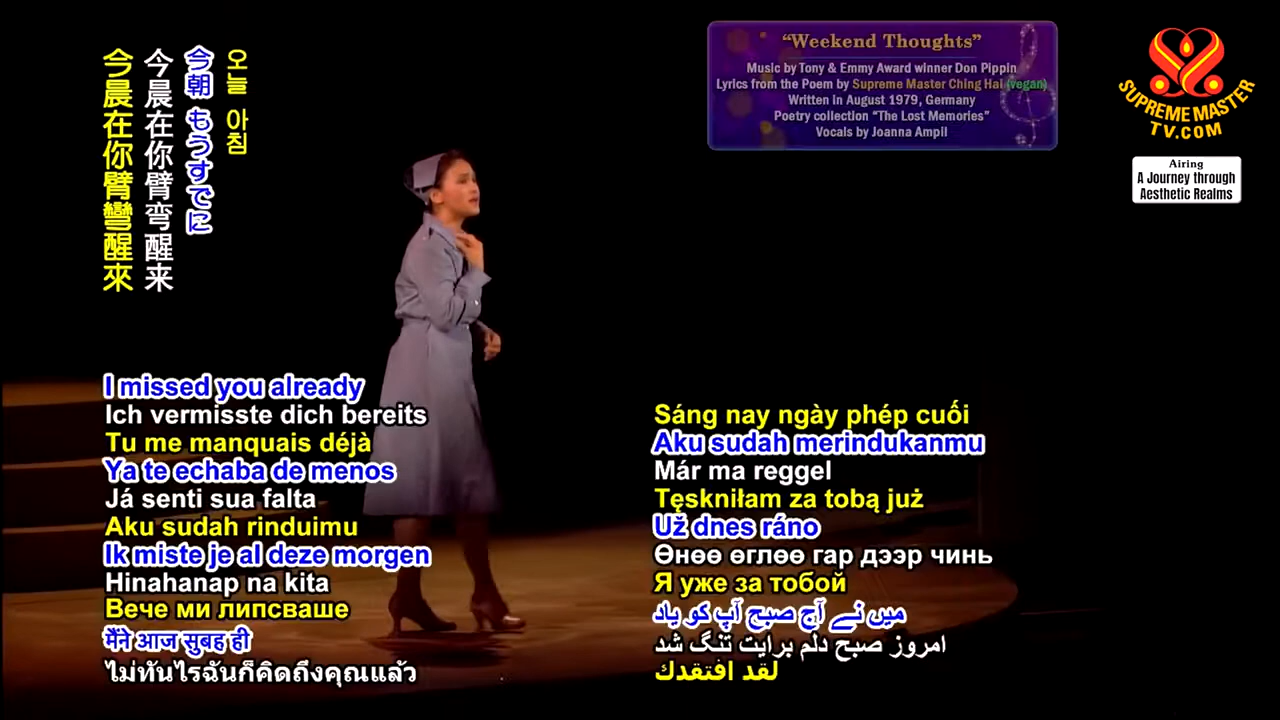 今晨在你臂彎醒來
今晨在你臂弯醒来
今朝 もうすでに
오늘 아침
“Weekend Thoughts”
Music by Tony & Emmy Award winner Don Pippin
Lyrics from the Poem by Supreme Master Ching Hai (vegan)
Written in August 1979, Germany
Poetry collection “The Lost Memories”
Vocals by Joanna Ampil
SUPREME MASTER
TV.COM
Airing
A Journey through
Aesthetic Realms
I missed you already
Ich vermisste dich bereits
Tu me manquais déjà
Ya te echaba de menos
Já senti sua falta
Aku sudah rinduimu
Ik miste je al deze morgen
Hinahanap na kita
Вече ми липсваше
मैंने आज सुबह ही
ไม่ทันไรฉันก็คิดถึงคุณแล้ว
Sáng nay ngày phép cuối
Aku sudah merindukanmu
Már ma reggel
Tęskniłam za tobą już
Už dnes ráno
Өнөө өглөө гар дээр чинь
Я уже за тобой
میں نے آج صبح آپ کو یاد
امروز صبح دلم برایت تنگ شد
لقد افتقدك